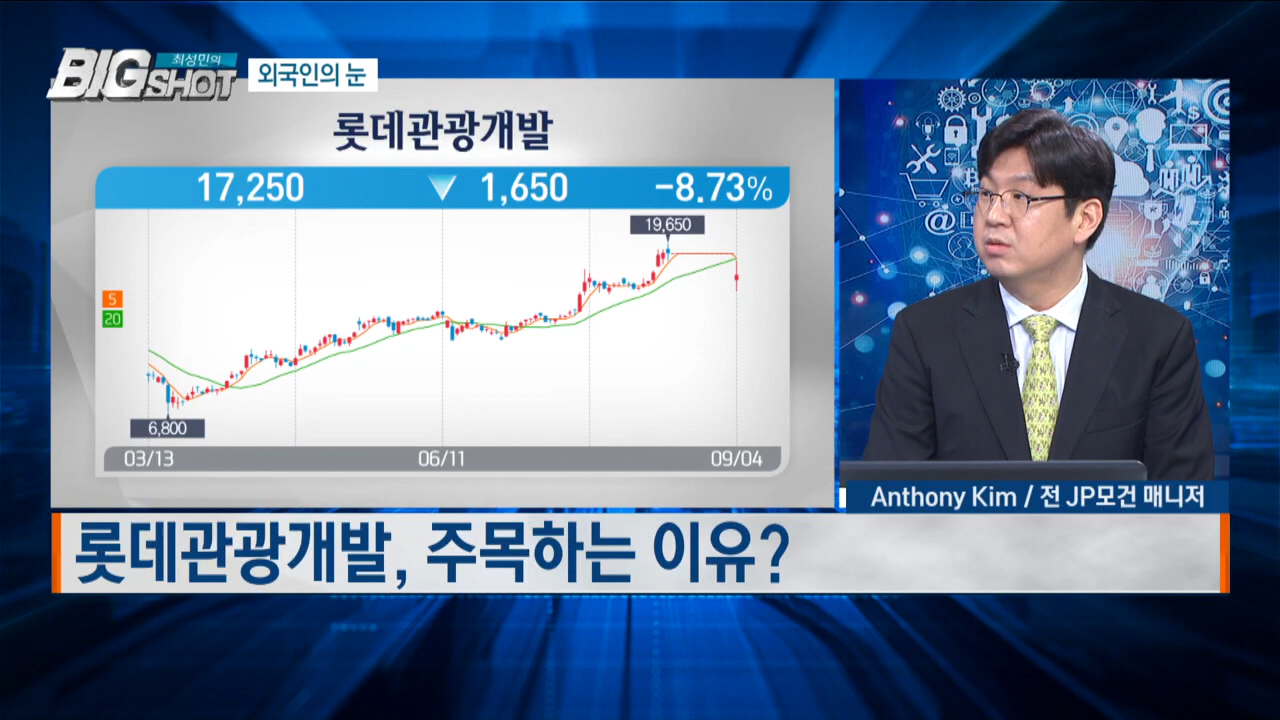 최성민의
BIG SHOT
외국인의 눈
롯데관광개발
17,250 ▼ 1,650 -8.73%
19,650
5
20
6,800
03/13 06/11 09/04
Anthony Kim / 전 JP모건 매니저
롯데관광개발, 주목하는 이유?